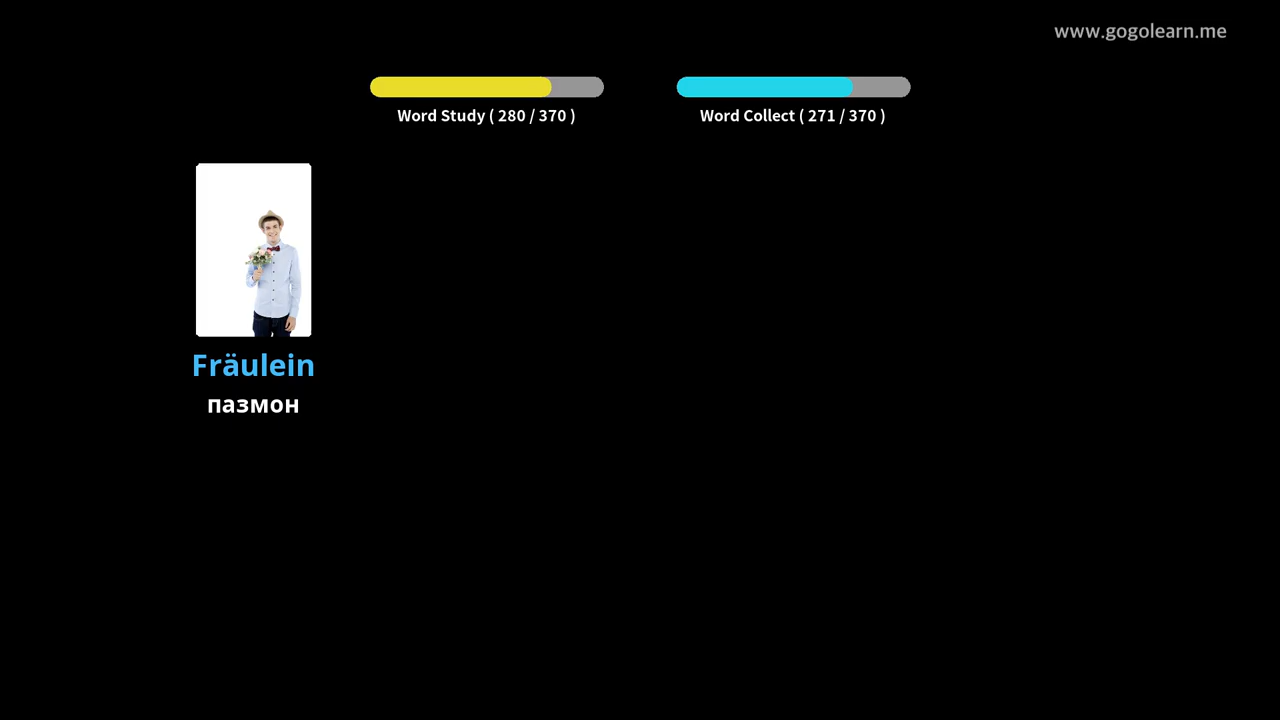 www.gogolearn.me
Word Study ( 280 / 370 )
Word Collect ( 271 / 370 )
Fräulein
пазмон